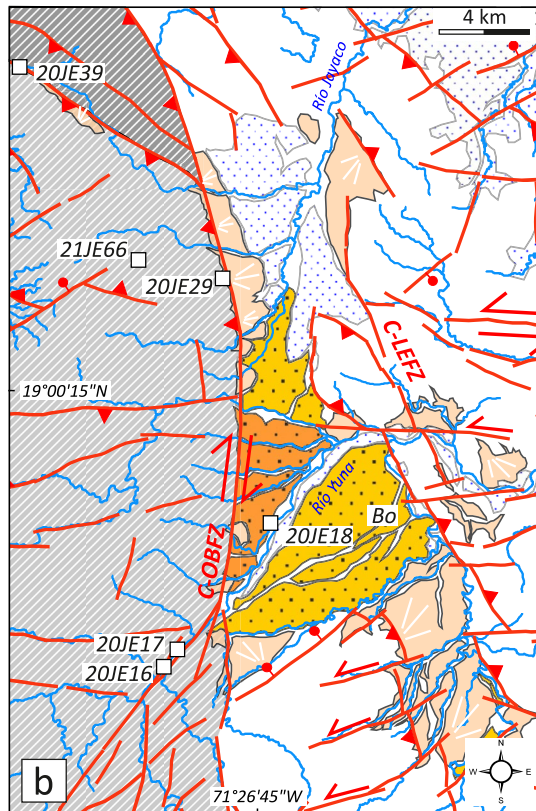 4 km
20JE39
Río Jayaco
21JE66
20JE29
C-LEFZ
19°00'15"N
Río Yuna
Bo
20JE18
C-OBFZ
20JE17
20JE16
N
W E
S
b
71°26'45"W